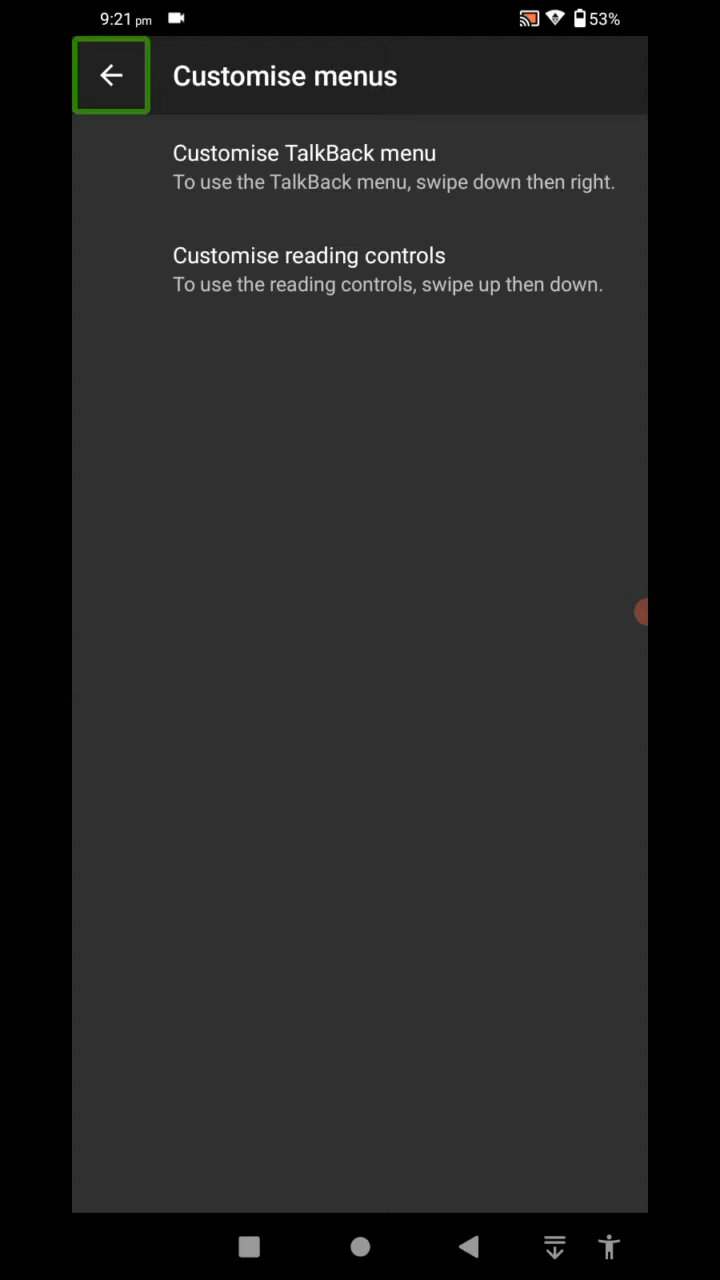 9:21 pm 53%
Customise menus
Customise TalkBack menu
To use the TalkBack menu, swipe down then right.
Customise reading controls
To use the reading controls, swipe up then down.